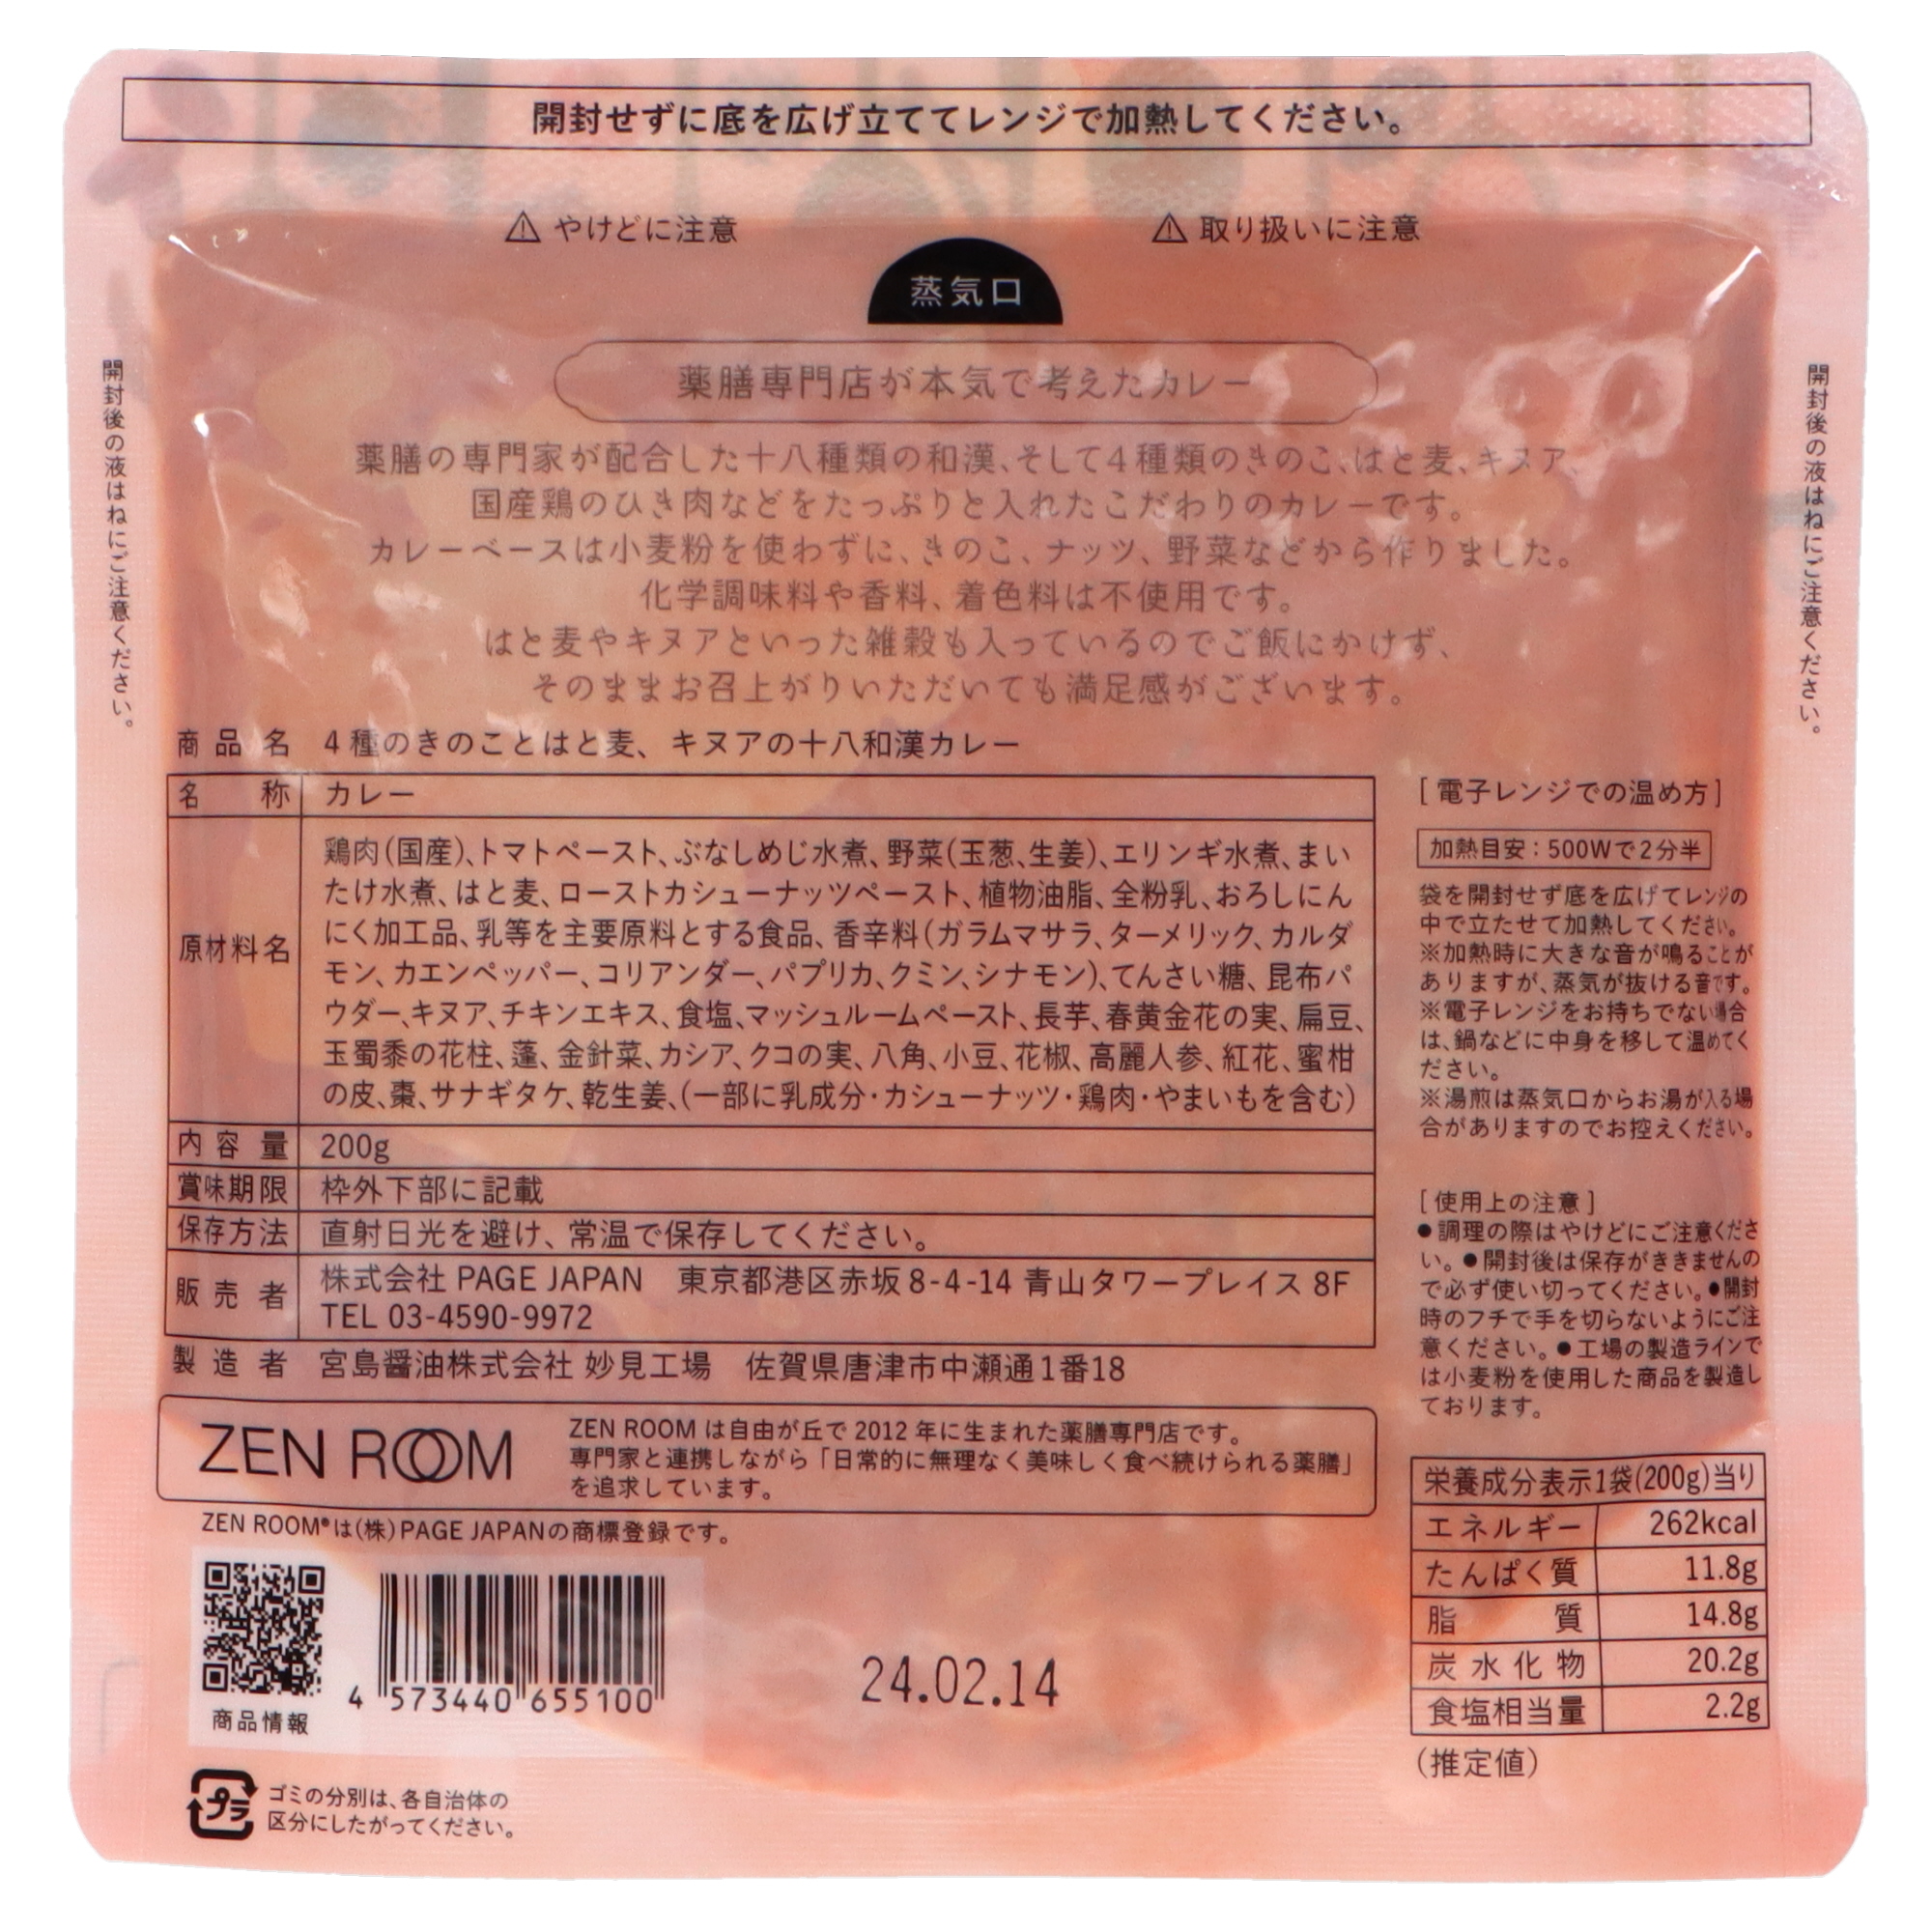 開封せずに底を広げ立ててレンジで加熱してください。
⚠ やけどに注意
⚠ 取り扱いに注意
蒸気口
開封後の液はねにご注意ください。
開封後の液はねにご注意ください。
薬膳専門店が本気で考えたカレー
薬膳の専門家が配合した十八種類の和漢、そして4種類のきのこ、はと麦、キヌア、
国産鶏のひき肉などをたっぷりと入れたこだわりのカレーです。
カレーベースは小麦粉を使わずに、きのこ、ナッツ、野菜などから作りました。
化学調味料や香料、着色料は不使用です。
はと麦やキヌアといった雑穀も入っているのでご飯にかけず、
そのままお召上がりいただいても満足感がございます。
商品名 4種のきのことはと麦、キヌアの十八和漢カレー
名称 カレー
原材料名
鶏肉(国産)、トマトペースト、ぶなしめじ水煮、野菜(玉葱、生姜)、エリンギ水煮、まい
たけ水煮、はと麦、ローストカシューナッツペースト、植物油脂、全粉乳、おろしにん
にく加工品、乳等を主要原料とする食品、香辛料(ガラムマサラ、ターメリック、カルダ
モン、カエンペッパー、コリアンダー、パプリカ、クミン、シナモン)、てんさい糖、昆布パ
ウダー、キヌア、チキンエキス、食塩、マッシュルームペースト、長芋、春黄金花の実、扁豆、
玉蜀黍の花柱、蓬、金針菜、カシア、クコの実、八角、小豆、花椒、高麗人参、紅花、蜜柑
の皮、棗、サナギタケ、乾生姜、(一部に乳成分・カシューナッツ・鶏肉・やまいもを含む)
内容量 200g
賞味期限 枠外下部に記載
保存方法 直射日光を避け、常温で保存してください。
販売者 株式会社 PAGE JAPAN 東京都港区赤坂 8-4-14 青山タワープレイス 8F
TEL 03-4590-9972
製造者 宮島醤油株式会社 妙見工場 佐賀県唐津市中瀬通1番18
ZEN ROOM
ZEN ROOM は自由が丘で 2012 年に生まれた薬膳専門店です。
専門家と連携しながら「日常的に無理なく美味しく食べ続けられる薬膳」
を追求しています。
ZEN ROOM®は(株)PAGE JAPANの商標登録です。
商品情報
4 573440 655100
24.02.14
プラ
ゴミの分別は、各自治体の
区分にしたがってください。
[電子レンジでの温め方]
加熱目安:500Wで2分半
袋を開封せず底を広げてレンジの
中で立たせて加熱してください。
※加熱時に大きな音が鳴ることが
ありますが、蒸気が抜ける音です。
※電子レンジをお持ちでない場合
は、鍋などに中身を移して温めてく
ださい。
※湯煎は蒸気口からお湯が入る場
合がありますのでお控えください。
[使用上の注意]
●調理の際はやけどにご注意くださ
い。●開封後は保存がききませんの
で必ず使い切ってください。●開封
時のフチで手を切らないようにご注
意ください。●工場の製造ラインで
は小麦粉を使用した商品を製造し
ております。
栄養成分表示1袋(200g)当り
エネルギー 262kcal
たんぱく質 11.8g
脂質 14.8g
炭水化物 20.2g
食塩相当量 2.2g
(推定値)